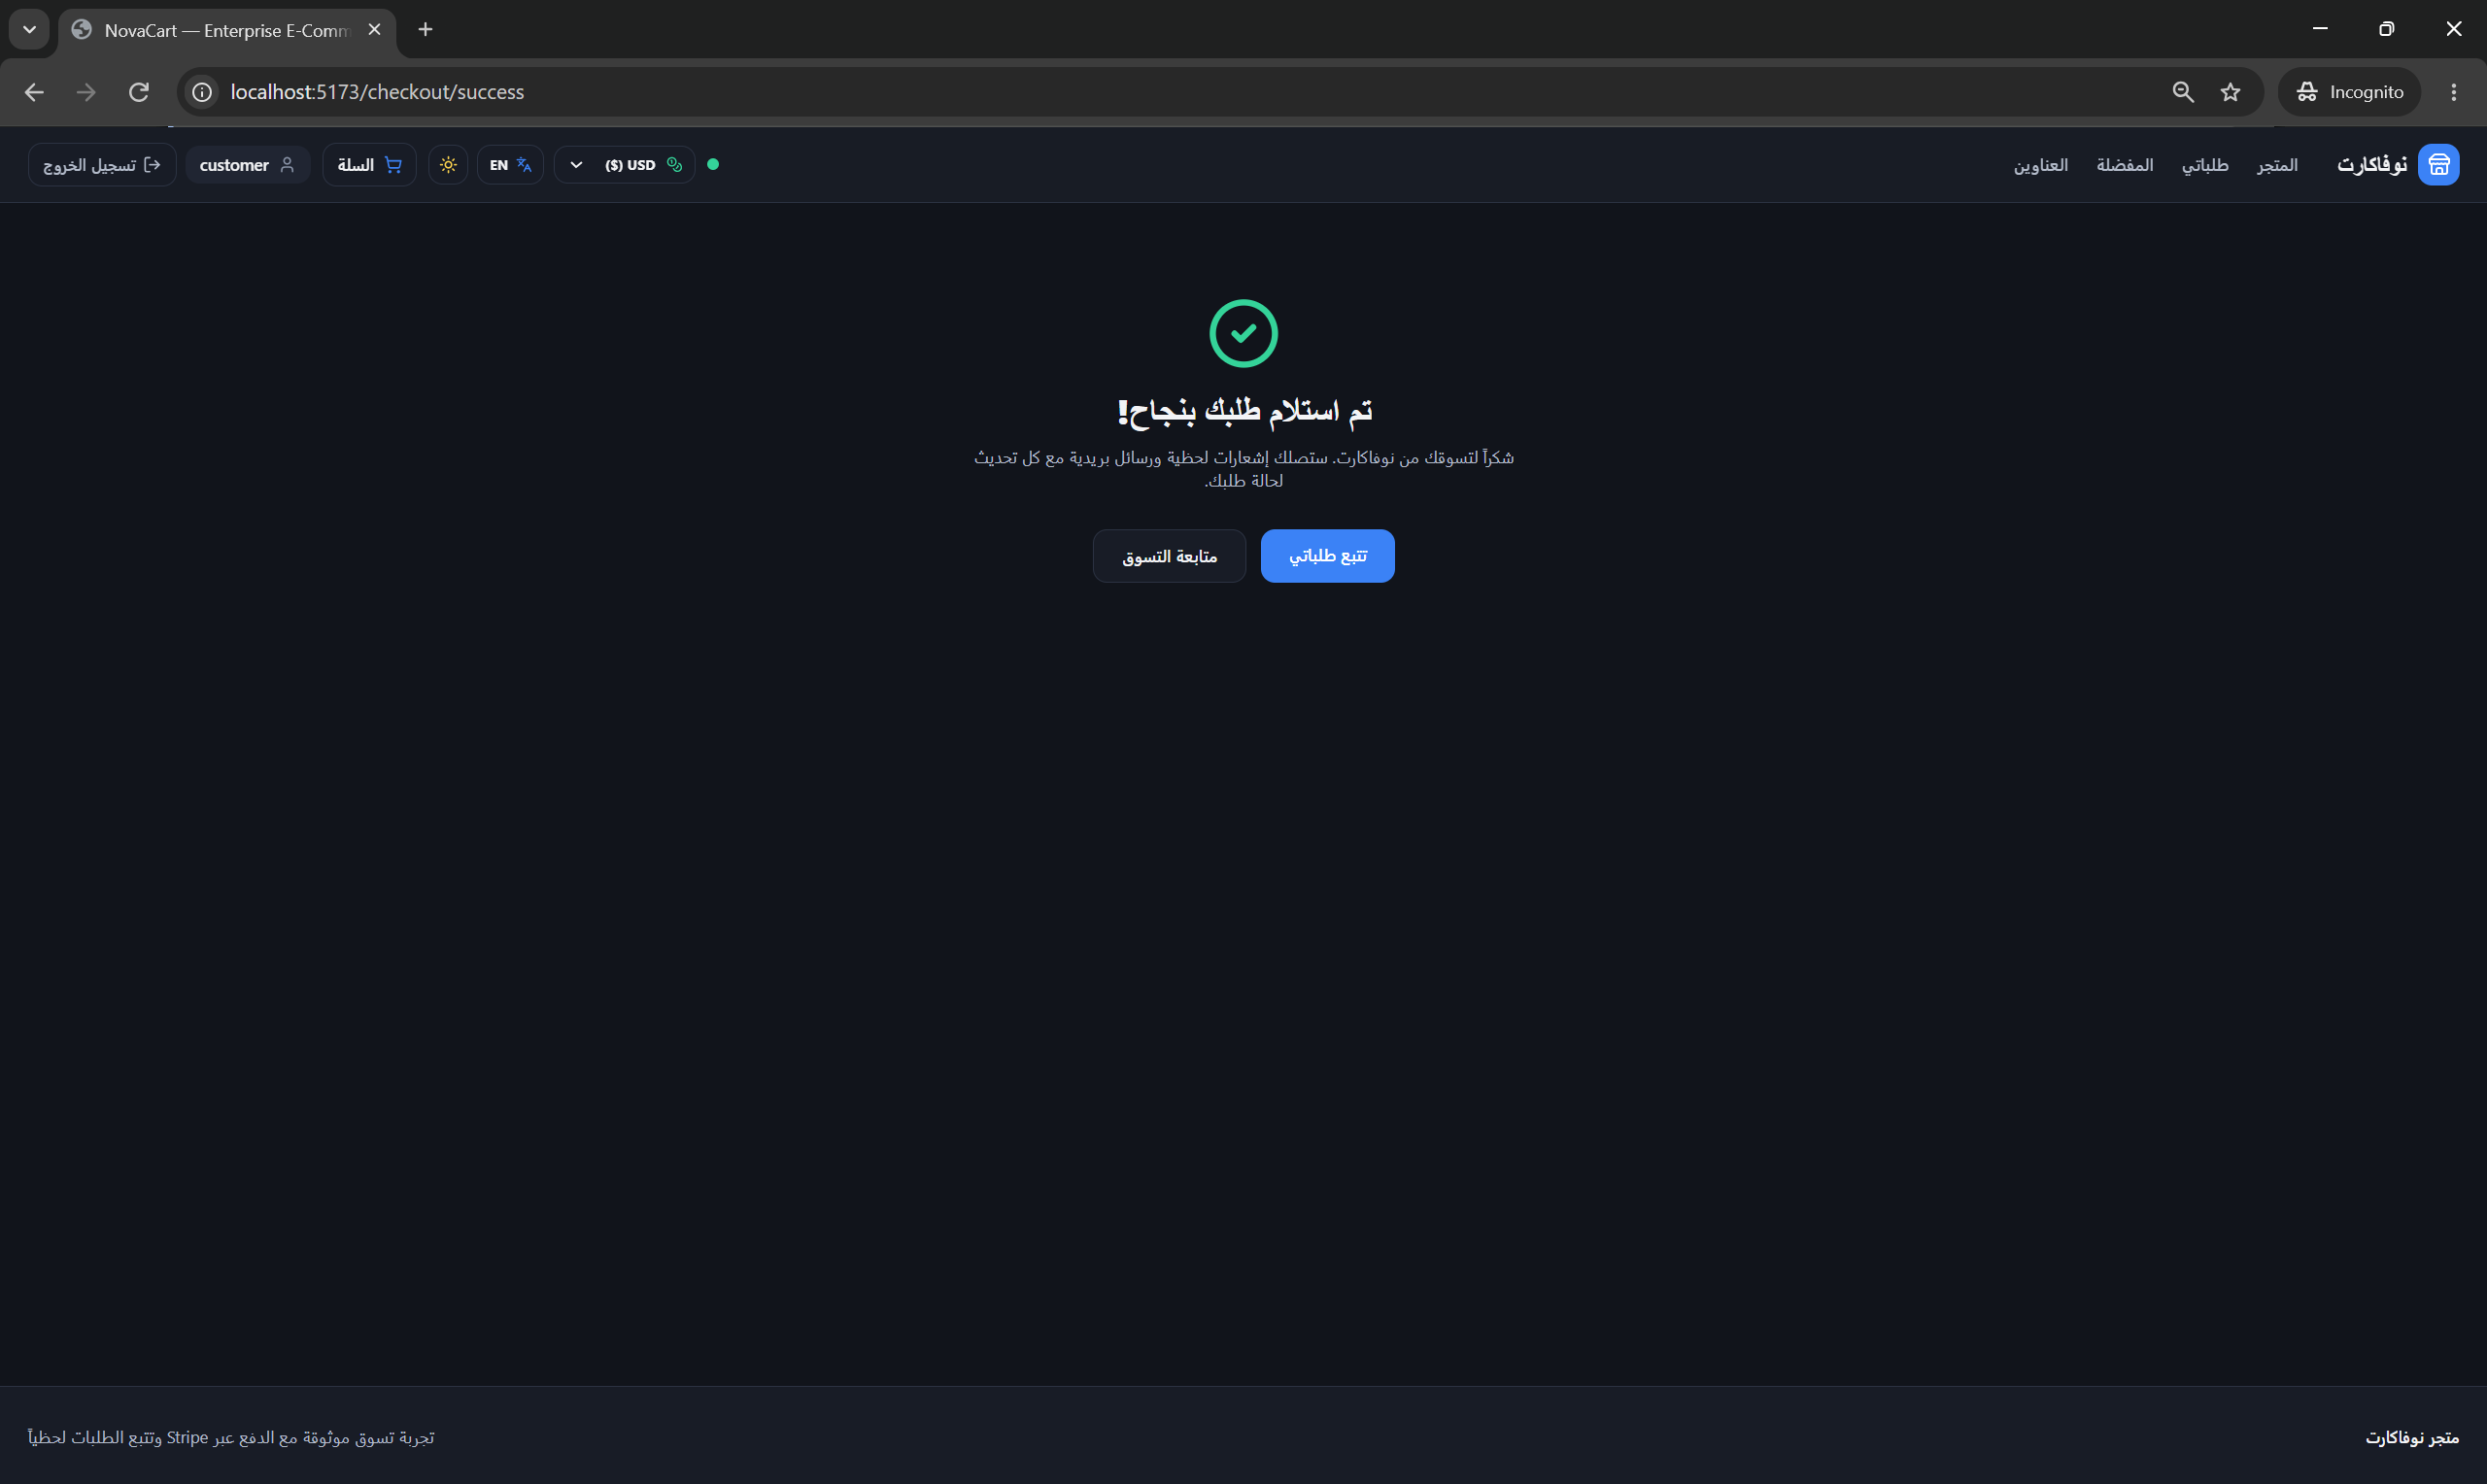 NovaCart — Enterprise E-Comm
localhost:5173/checkout/success
Incognito
نوفاكارت
المتجر
طلباتي
المفضلة
العناوين
($) USD
EN
السلة
customer
تسجيل الخروج
تم استلام طلبك بنجاح!
شكراً لتسوقك من نوفاكارت. ستصلك إشعارات لحظية ورسائل بريدية مع كل تحديث
لحالة طلبك.
تتبع طلباتي
متابعة التسوق
متجر نوفاكارت
تجربة تسوق موثوقة مع الدفع عبر Stripe وتتبع الطلبات لحظياً